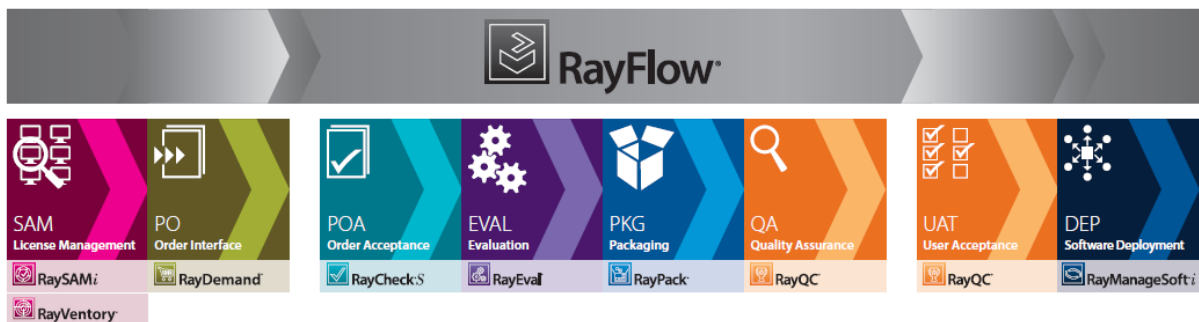 RayFlow
SAM
License Management
PO
Order Interface
POA
Order Acceptance
EVAL
Evaluation
PKG
Packaging
QA
Quality Assurance
UAT
User Acceptance
DEP
Software Deployment
RaySAMi
RayDemand
RayCheck:S
RayEval
RayPack
RayQC
RayQC
RayManageSofti
RayVentory